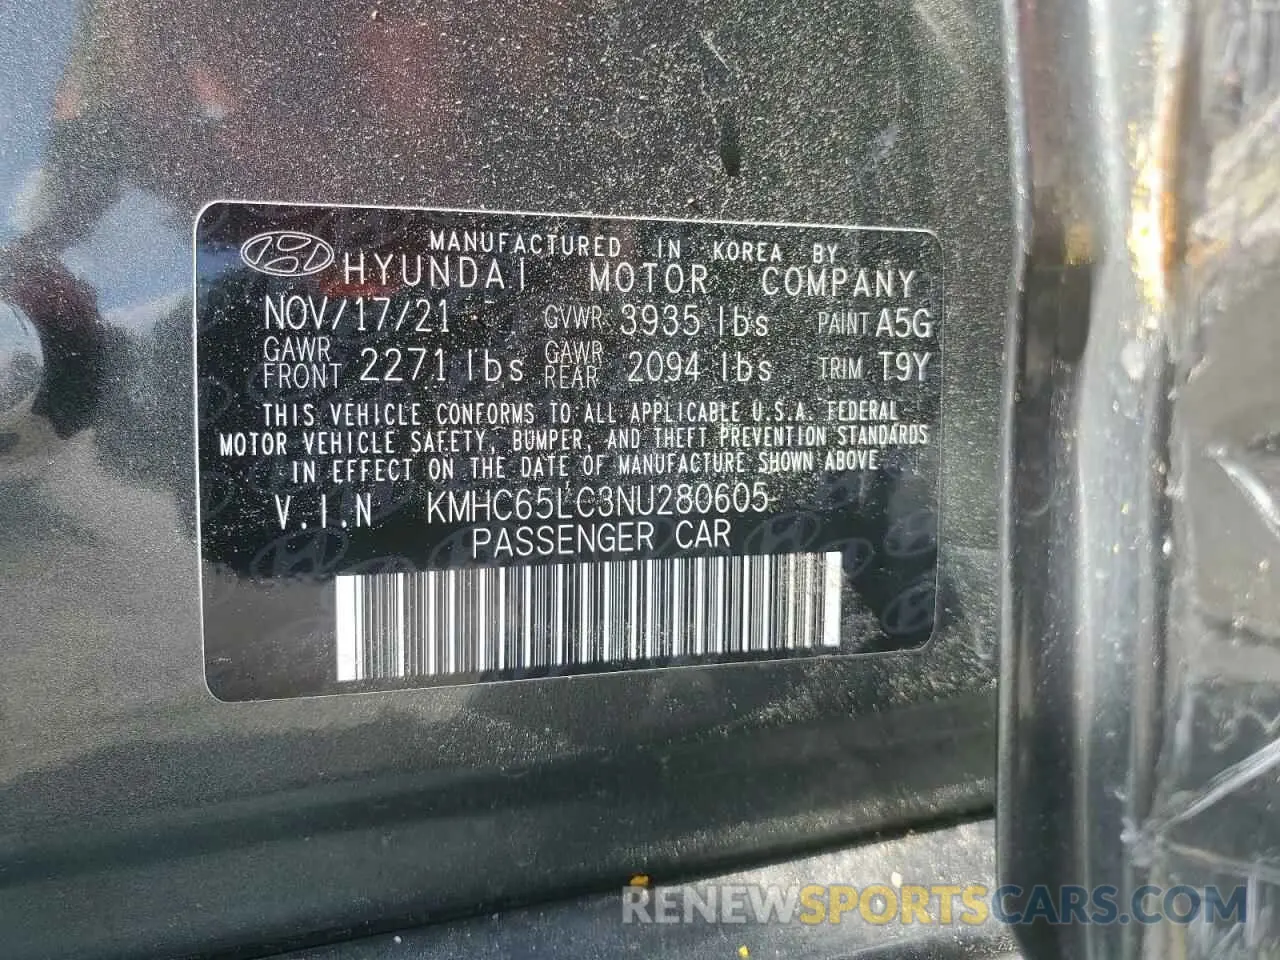 MANUFACTURED IN KOREA BY
HYUNDAI MOTOR COMPANY
NOV/17/21 GVWR 3935 lbs PAINT A5G
GAWR FRONT 2271 lbs GAWR REAR 2094 lbs TRIM T9Y
THIS VEHICLE CONFORMS TO ALL APPLICABLE U.S.A. FEDERAL
MOTOR VEHICLE SAFETY, BUMPER, AND THEFT PREVENTION STANDARDS
IN EFFECT ON THE DATE OF MANUFACTURE SHOWN ABOVE
V.I.N KMHC65LC3NU280605
PASSENGER CAR
RENEWSPORTSCARS.COM